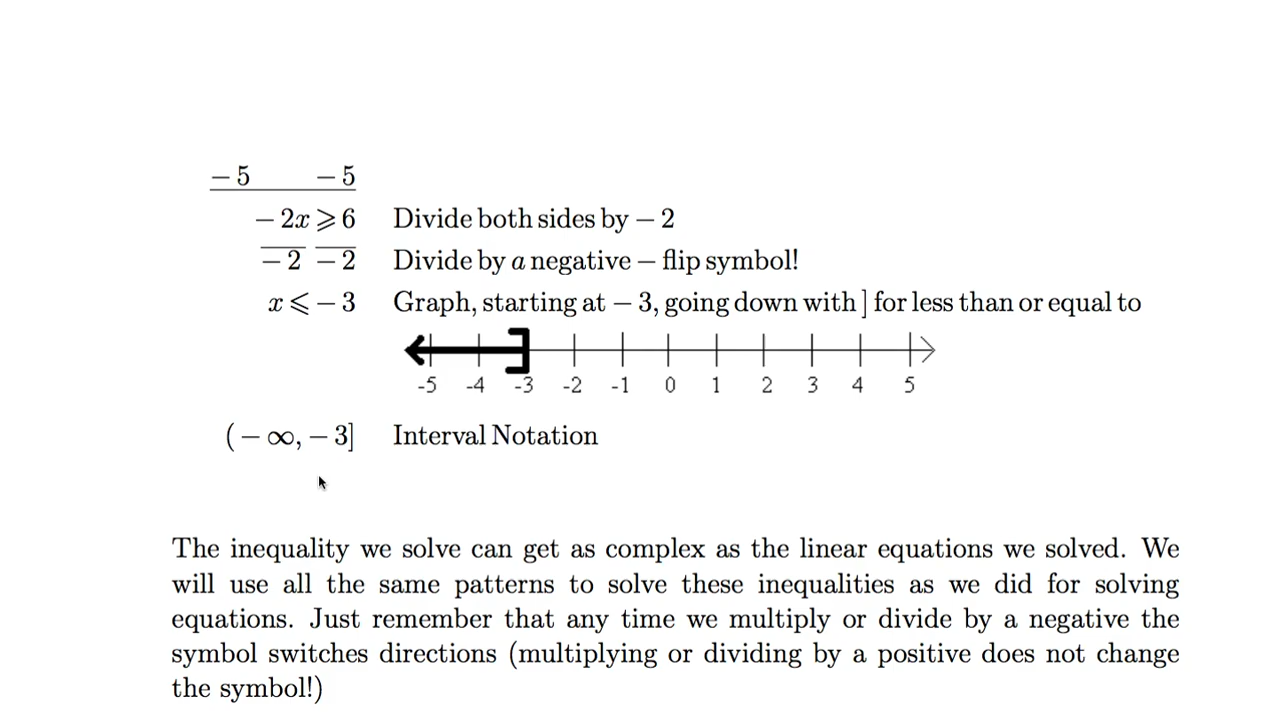 − 5 − 5
− 2x ⩾ 6 Divide both sides by − 2
− 2 − 2 Divide by a negative − flip symbol!
x ⩽ − 3 Graph, starting at − 3, going down with ] for less than or equal to
-5 -4 -3 -2 -1 0 1 2 3 4 5
( − ∞, − 3] Interval Notation
The inequality we solve can get as complex as the linear equations we solved. We
will use all the same patterns to solve these inequalities as we did for solving
equations. Just remember that any time we multiply or divide by a negative the
symbol switches directions (multiplying or dividing by a positive does not change
the symbol!)